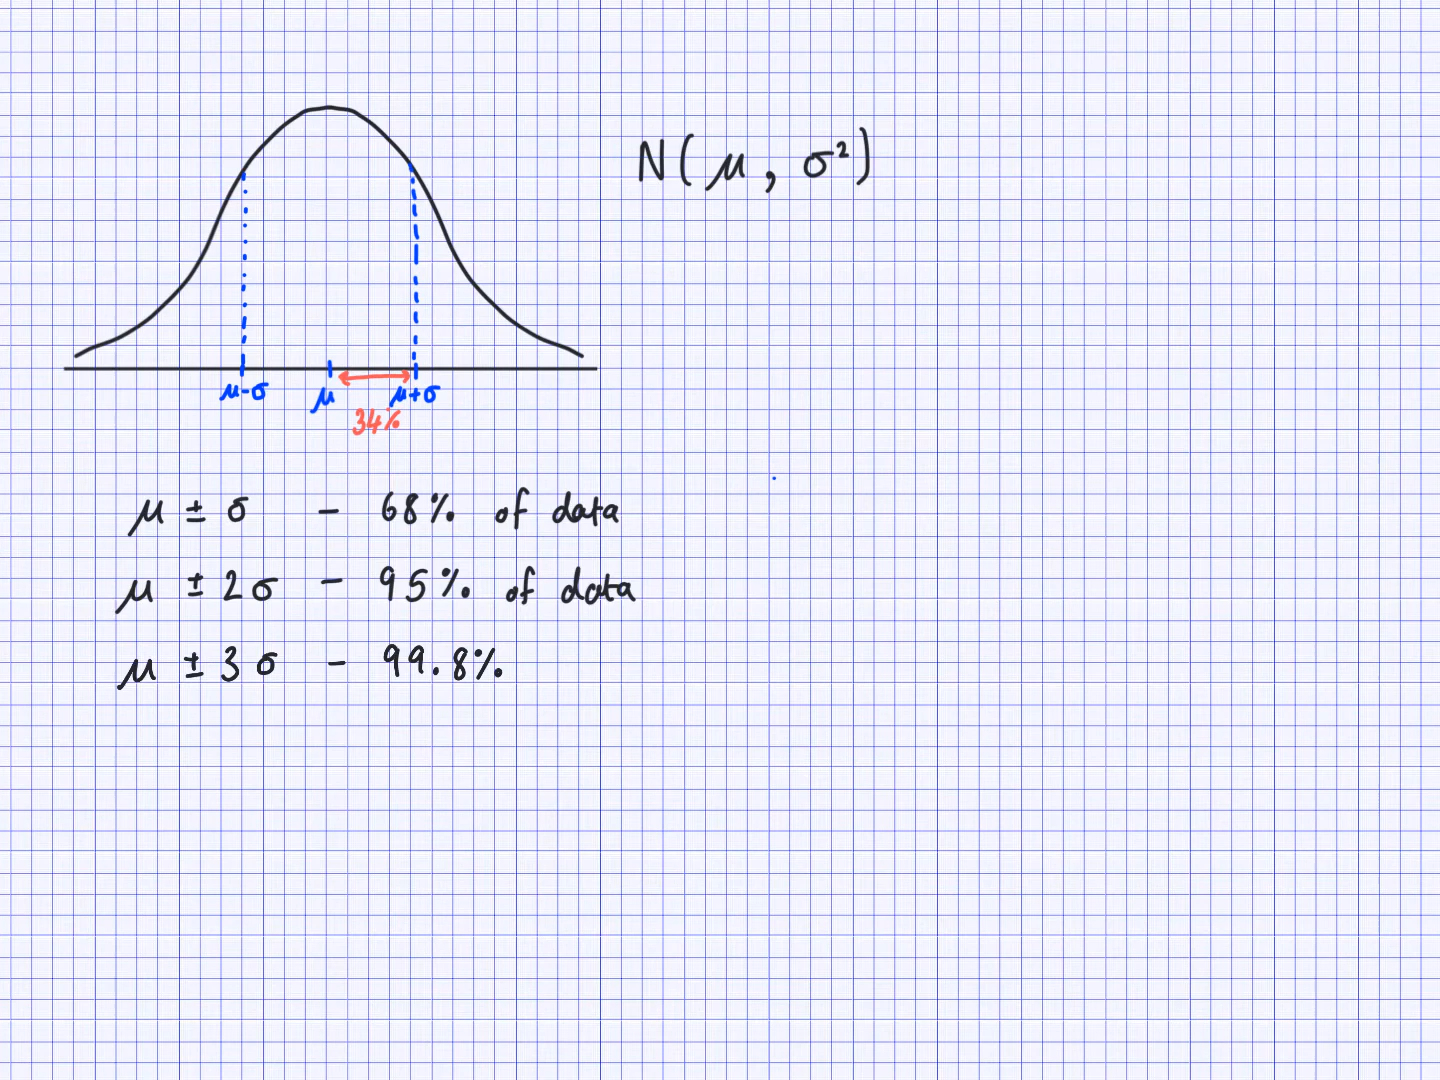 N(μ, σ²)
μ-σ μ μ+σ
34%
μ ± σ - 68% of data
μ ± 2σ - 95% of data
μ ± 3σ - 99.8%